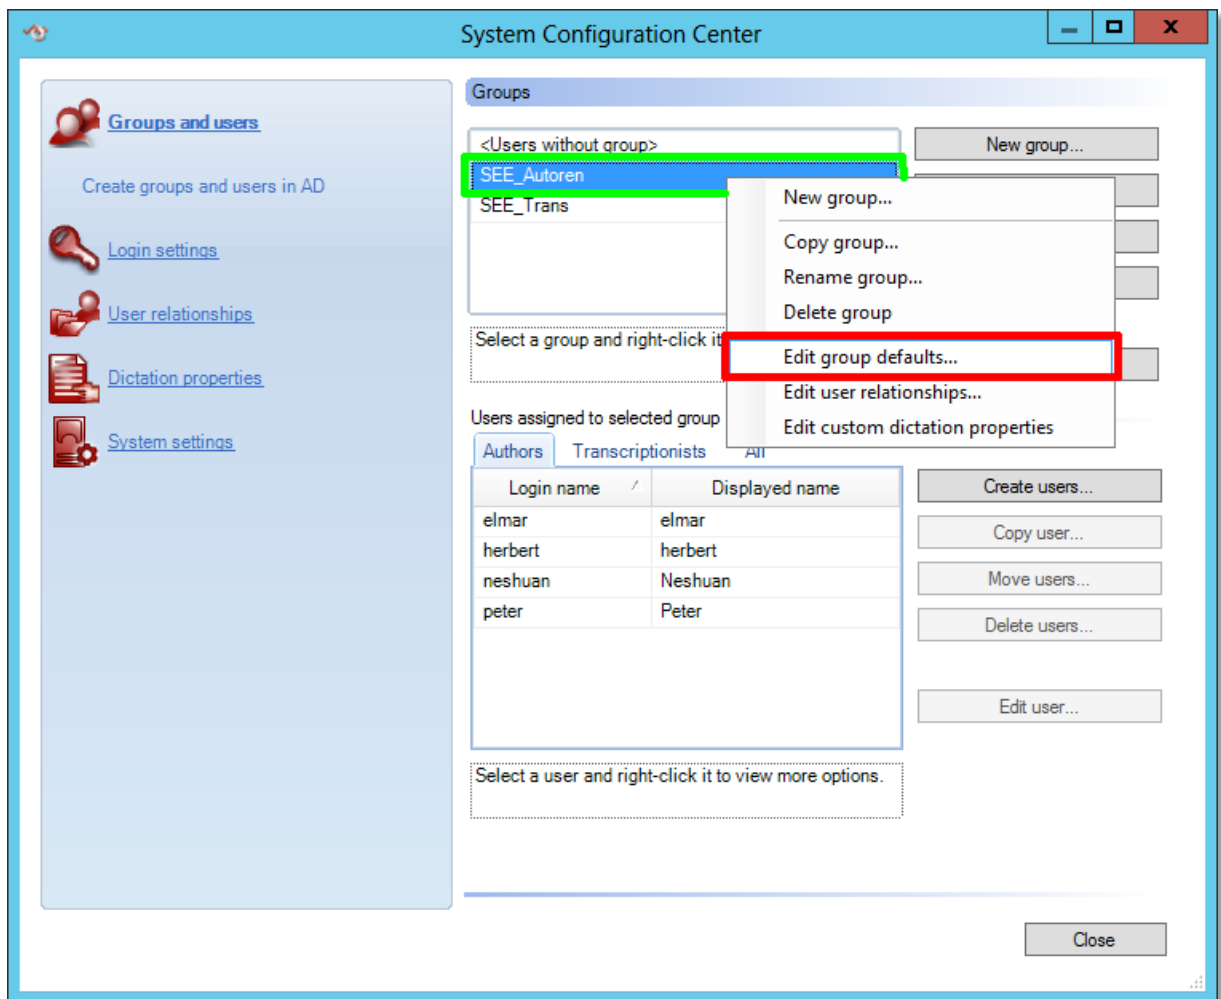 System Configuration Center
Groups and users
Create groups and users in AD
Login settings
User relationships
Dictation properties
System settings
Groups
<Users without group>
SEE_Autoren
SEE_Trans
New group...
New group...
Copy group...
Rename group...
Delete group
Edit group defaults...
Edit user relationships...
Edit custom dictation properties
Select a group and right-click it
Users assigned to selected group
Authors Transcriptionists All
Login name Displayed name
elmar elmar
herbert herbert
neshuan Neshuan
peter Peter
Create users...
Copy user...
Move users...
Delete users...
Edit user...
Select a user and right-click it to view more options.
Close